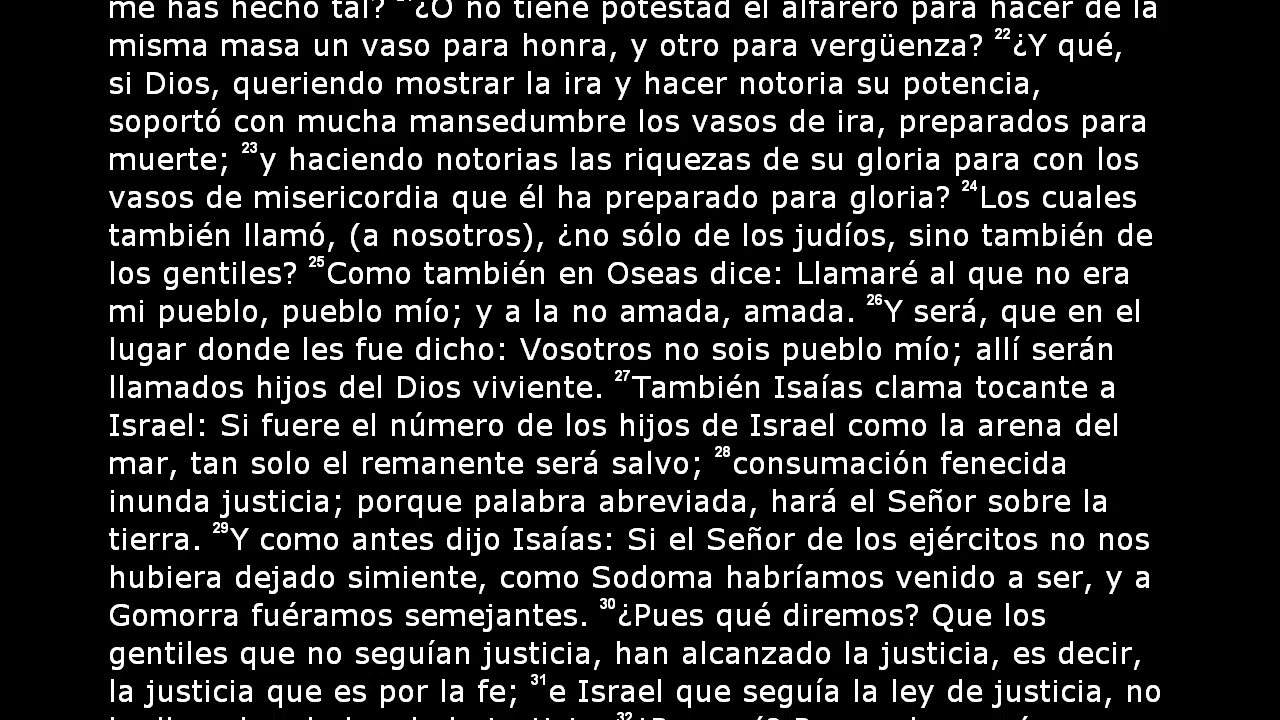 me has hecho tal? ²¹¿O no tiene potestad el alfarero para hacer de la
misma masa un vaso para honra, y otro para vergüenza? ²²¿Y qué,
si Dios, queriendo mostrar la ira y hacer notoria su potencia,
soportó con mucha mansedumbre los vasos de ira, preparados para
muerte; ²³y haciendo notorias las riquezas de su gloria para con los
vasos de misericordia que él ha preparado para gloria? ²⁴Los cuales
también llamó, (a nosotros), ¿no sólo de los judíos, sino también de
los gentiles? ²⁵Como también en Oseas dice: Llamaré al que no era
mi pueblo, pueblo mío; y a la no amada, amada. ²⁶Y será, que en el
lugar donde les fue dicho: Vosotros no sois pueblo mío; allí serán
llamados hijos del Dios viviente. ²⁷También Isaías clama tocante a
Israel: Si fuere el número de los hijos de Israel como la arena del
mar, tan solo el remanente será salvo; ²⁸consumación fenecida
inunda justicia; porque palabra abreviada, hará el Señor sobre la
tierra. ²⁹Y como antes dijo Isaías: Si el Señor de los ejércitos no nos
hubiera dejado simiente, como Sodoma habríamos venido a ser, y a
Gomorra fuéramos semejantes. ³⁰¿Pues qué diremos? Que los
gentiles que no seguían justicia, han alcanzado la justicia, es decir,
la justicia que es por la fe; ³¹e Israel que seguía la ley de justicia, no